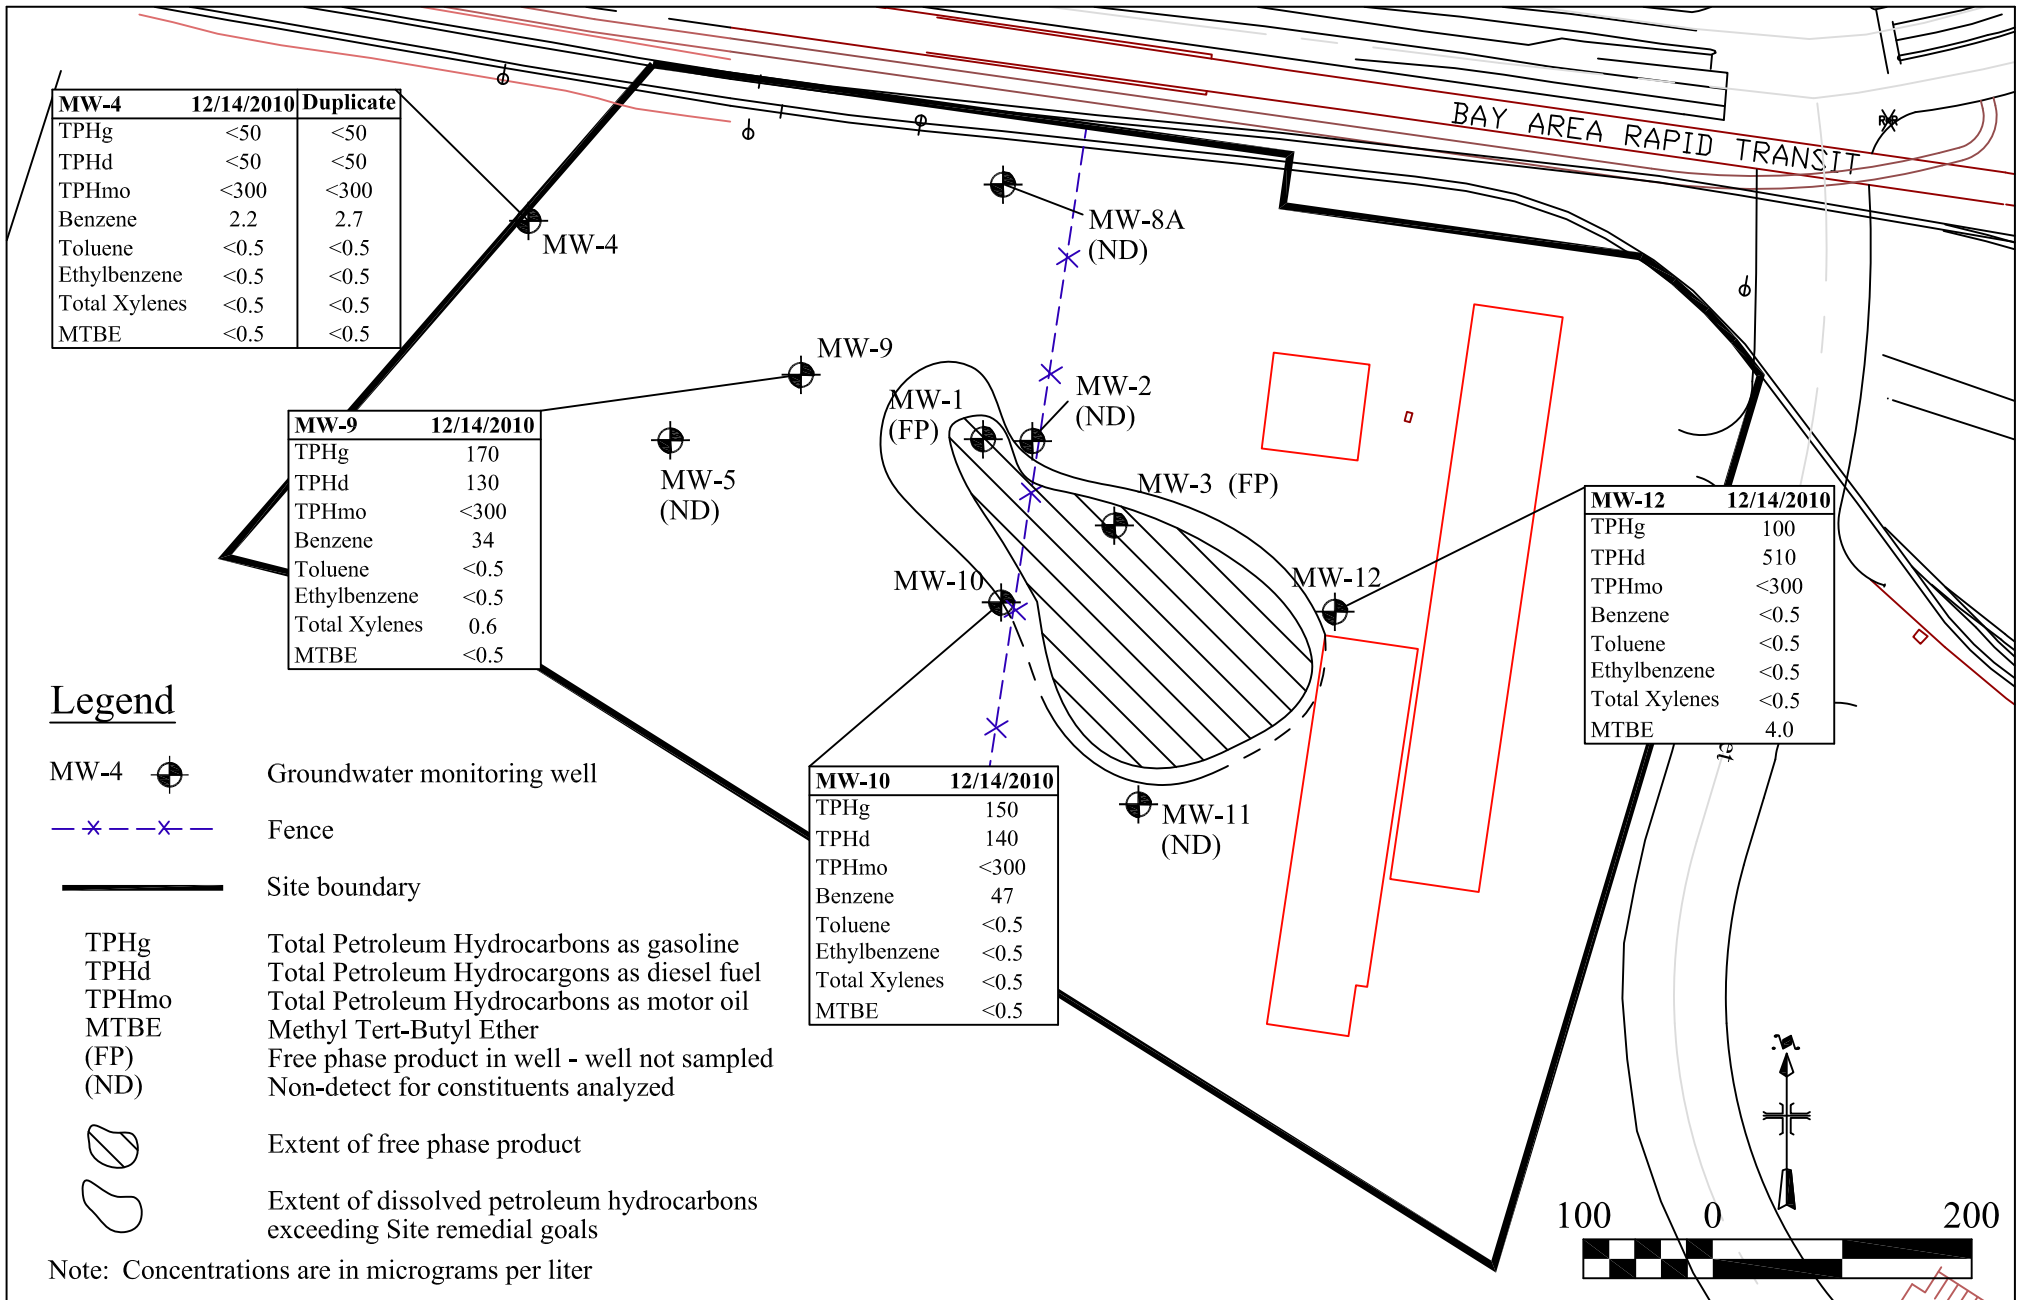 BAY AREA RAPID TRANSIT
MW-4 12/14/2010 Duplicate
TPHg <50 <50
TPHd <50 <50
TPHmo <300 <300
Benzene 2.2 2.7
Toluene <0.5 <0.5
Ethylbenzene <0.5 <0.5
Total Xylenes <0.5 <0.5
MTBE <0.5 <0.5
MW-4
MW-8A
(ND)
MW-9
MW-1
(FP)
MW-2
(ND)
MW-5
(ND)
MW-3 (FP)
MW-10
MW-12
MW-11
(ND)
MW-9 12/14/2010
TPHg 170
TPHd 130
TPHmo <300
Benzene 34
Toluene <0.5
Ethylbenzene <0.5
Total Xylenes 0.6
MTBE <0.5
MW-12 12/14/2010
TPHg 100
TPHd 510
TPHmo <300
Benzene <0.5
Toluene <0.5
Ethylbenzene <0.5
Total Xylenes <0.5
MTBE 4.0
et
MW-10 12/14/2010
TPHg 150
TPHd 140
TPHmo <300
Benzene 47
Toluene <0.5
Ethylbenzene <0.5
Total Xylenes <0.5
MTBE <0.5
Legend
MW-4 Groundwater monitoring well
Fence
Site boundary
TPHg Total Petroleum Hydrocarbons as gasoline
TPHd Total Petroleum Hydrocargons as diesel fuel
TPHmo Total Petroleum Hydrocarbons as motor oil
MTBE Methyl Tert-Butyl Ether
(FP) Free phase product in well - well not sampled
(ND) Non-detect for constituents analyzed
Extent of free phase product
Extent of dissolved petroleum hydrocarbons
exceeding Site remedial goals
Note: Concentrations are in micrograms per liter
100 0 200